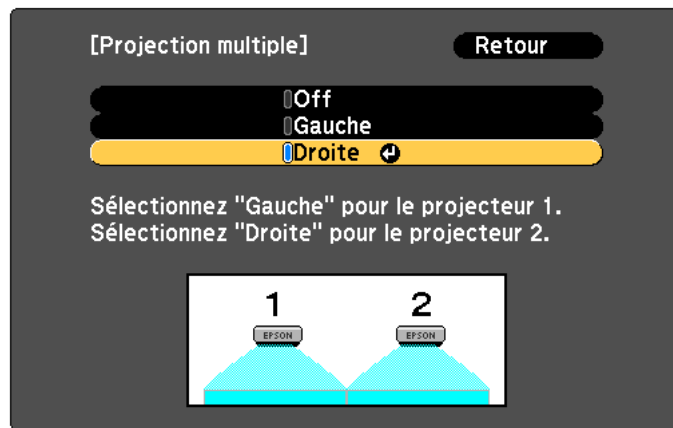 [Projection multiple] Retour
Off
Gauche
Droite
Sélectionnez "Gauche" pour le projecteur 1.
Sélectionnez "Droite" pour le projecteur 2.
1 2
EPSON EPSON